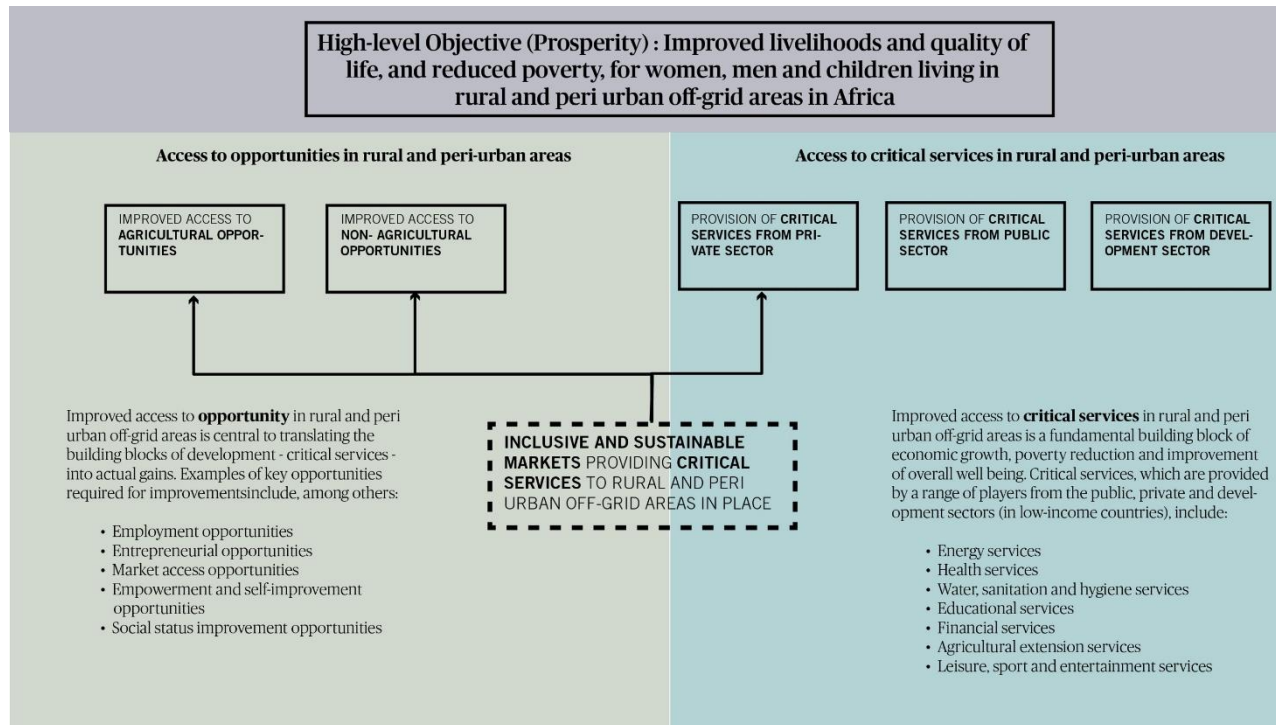 High-level Objective (Prosperity) : Improved livelihoods and quality of
life, and reduced poverty, for women, men and children living in
rural and peri urban off-grid areas in Africa
Access to opportunities in rural and peri-urban areas
IMPROVED ACCESS TO
AGRICULTURAL OPPOR-
TUNITIES
IMPROVED ACCESS TO
NON- AGRICULTURAL
OPPORTUNITIES
Access to critical services in rural and peri-urban areas
PROVISION OF CRITICAL
SERVICES FROM PRI-
VATE SECTOR
PROVISION OF CRITICAL
SERVICES FROM PUBLIC
SECTOR
PROVISION OF CRITICAL
SERVICES FROM DEVEL-
OPMENT SECTOR
Improved access to opportunity in rural and peri
urban off-grid areas is central to translating the
building blocks of development - critical services -
into actual gains. Examples of key opportunities
required for improvementsinclude, among others:
• Employment opportunities
• Entrepreneurial opportunities
• Market access opportunities
• Empowerment and self-improvement
opportunities
• Social status improvement opportunities
INCLUSIVE AND SUSTAINABLE
MARKETS PROVIDING CRITICAL
SERVICES TO RURAL AND PERI
URBAN OFF-GRID AREAS IN PLACE
Improved access to critical services in rural and peri
urban off-grid areas is a fundamental building block of
economic growth, poverty reduction and improvement
of overall well being. Critical services, which are provided
by a range of players from the public, private and devel-
opment sectors (in low-income countries), include:
• Energy services
• Health services
• Water, sanitation and hygiene services
• Educational services
• Financial services
• Agricultural extension services
• Leisure, sport and entertainment services